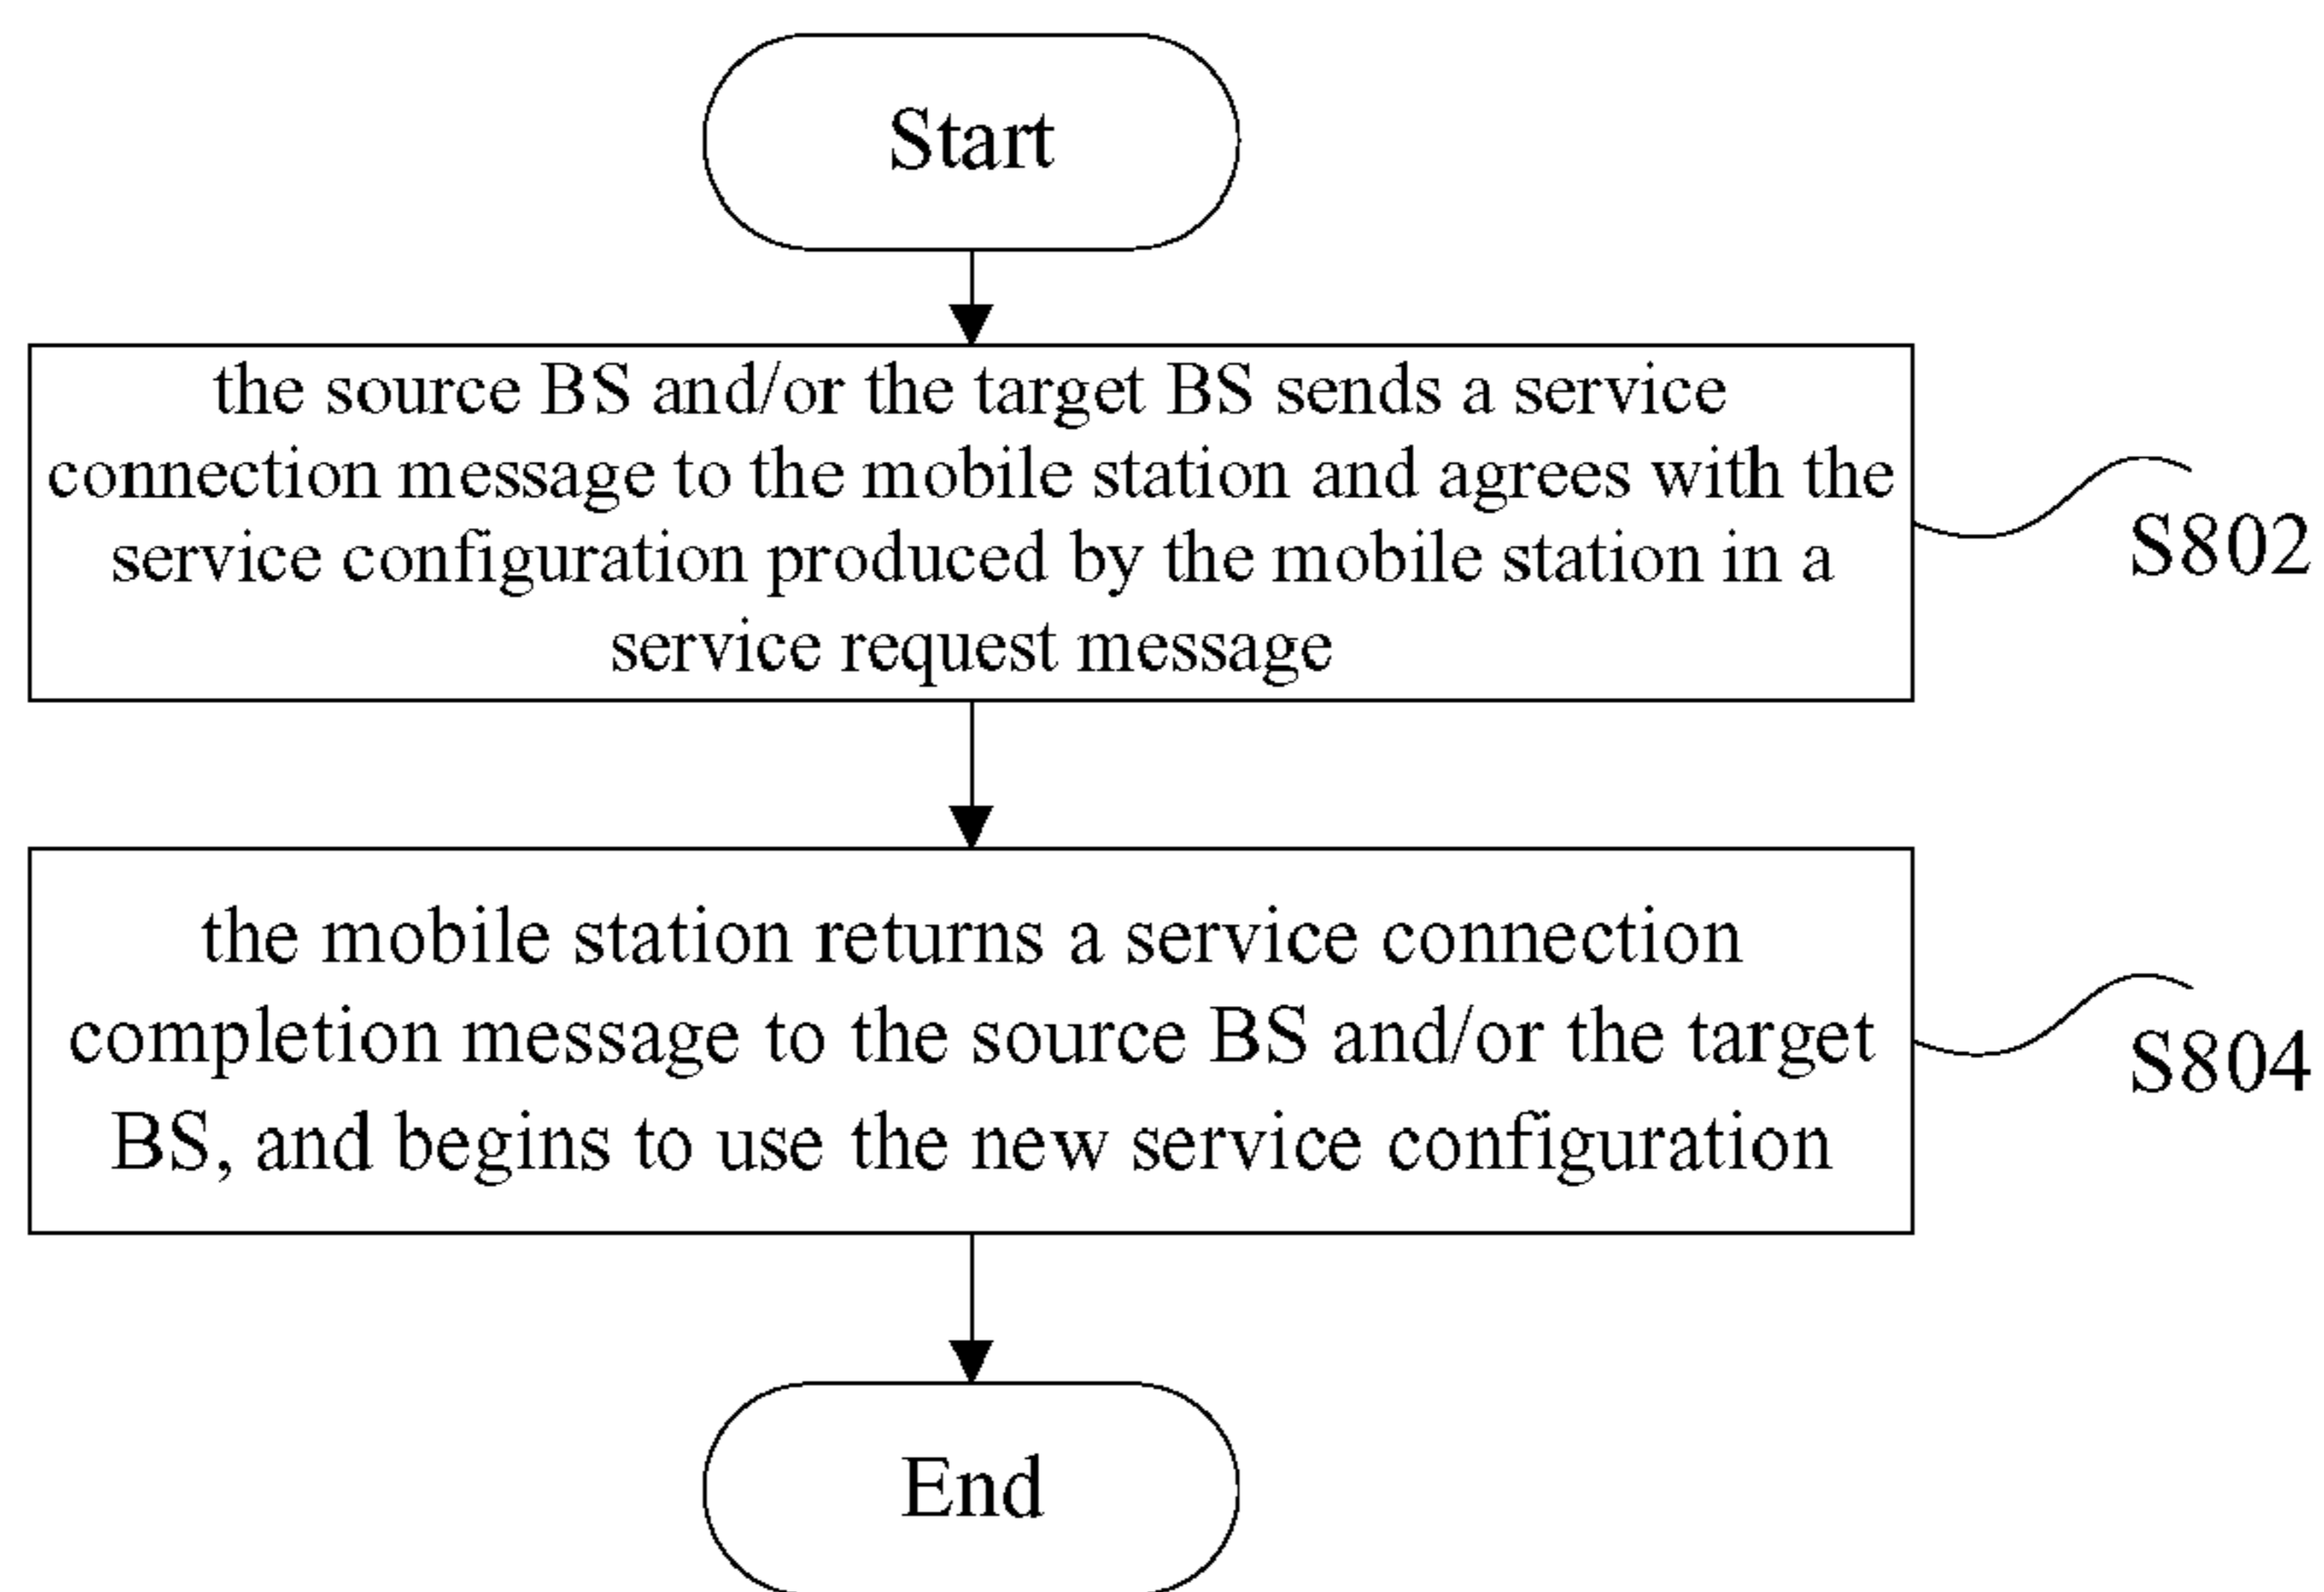 Start
the source BS and/or the target BS sends a service
connection message to the mobile station and agrees with the
service configuration produced by the mobile station in a
service request message
S802
the mobile station returns a service connection
completion message to the source BS and/or the target
BS, and begins to use the new service configuration
S804
End